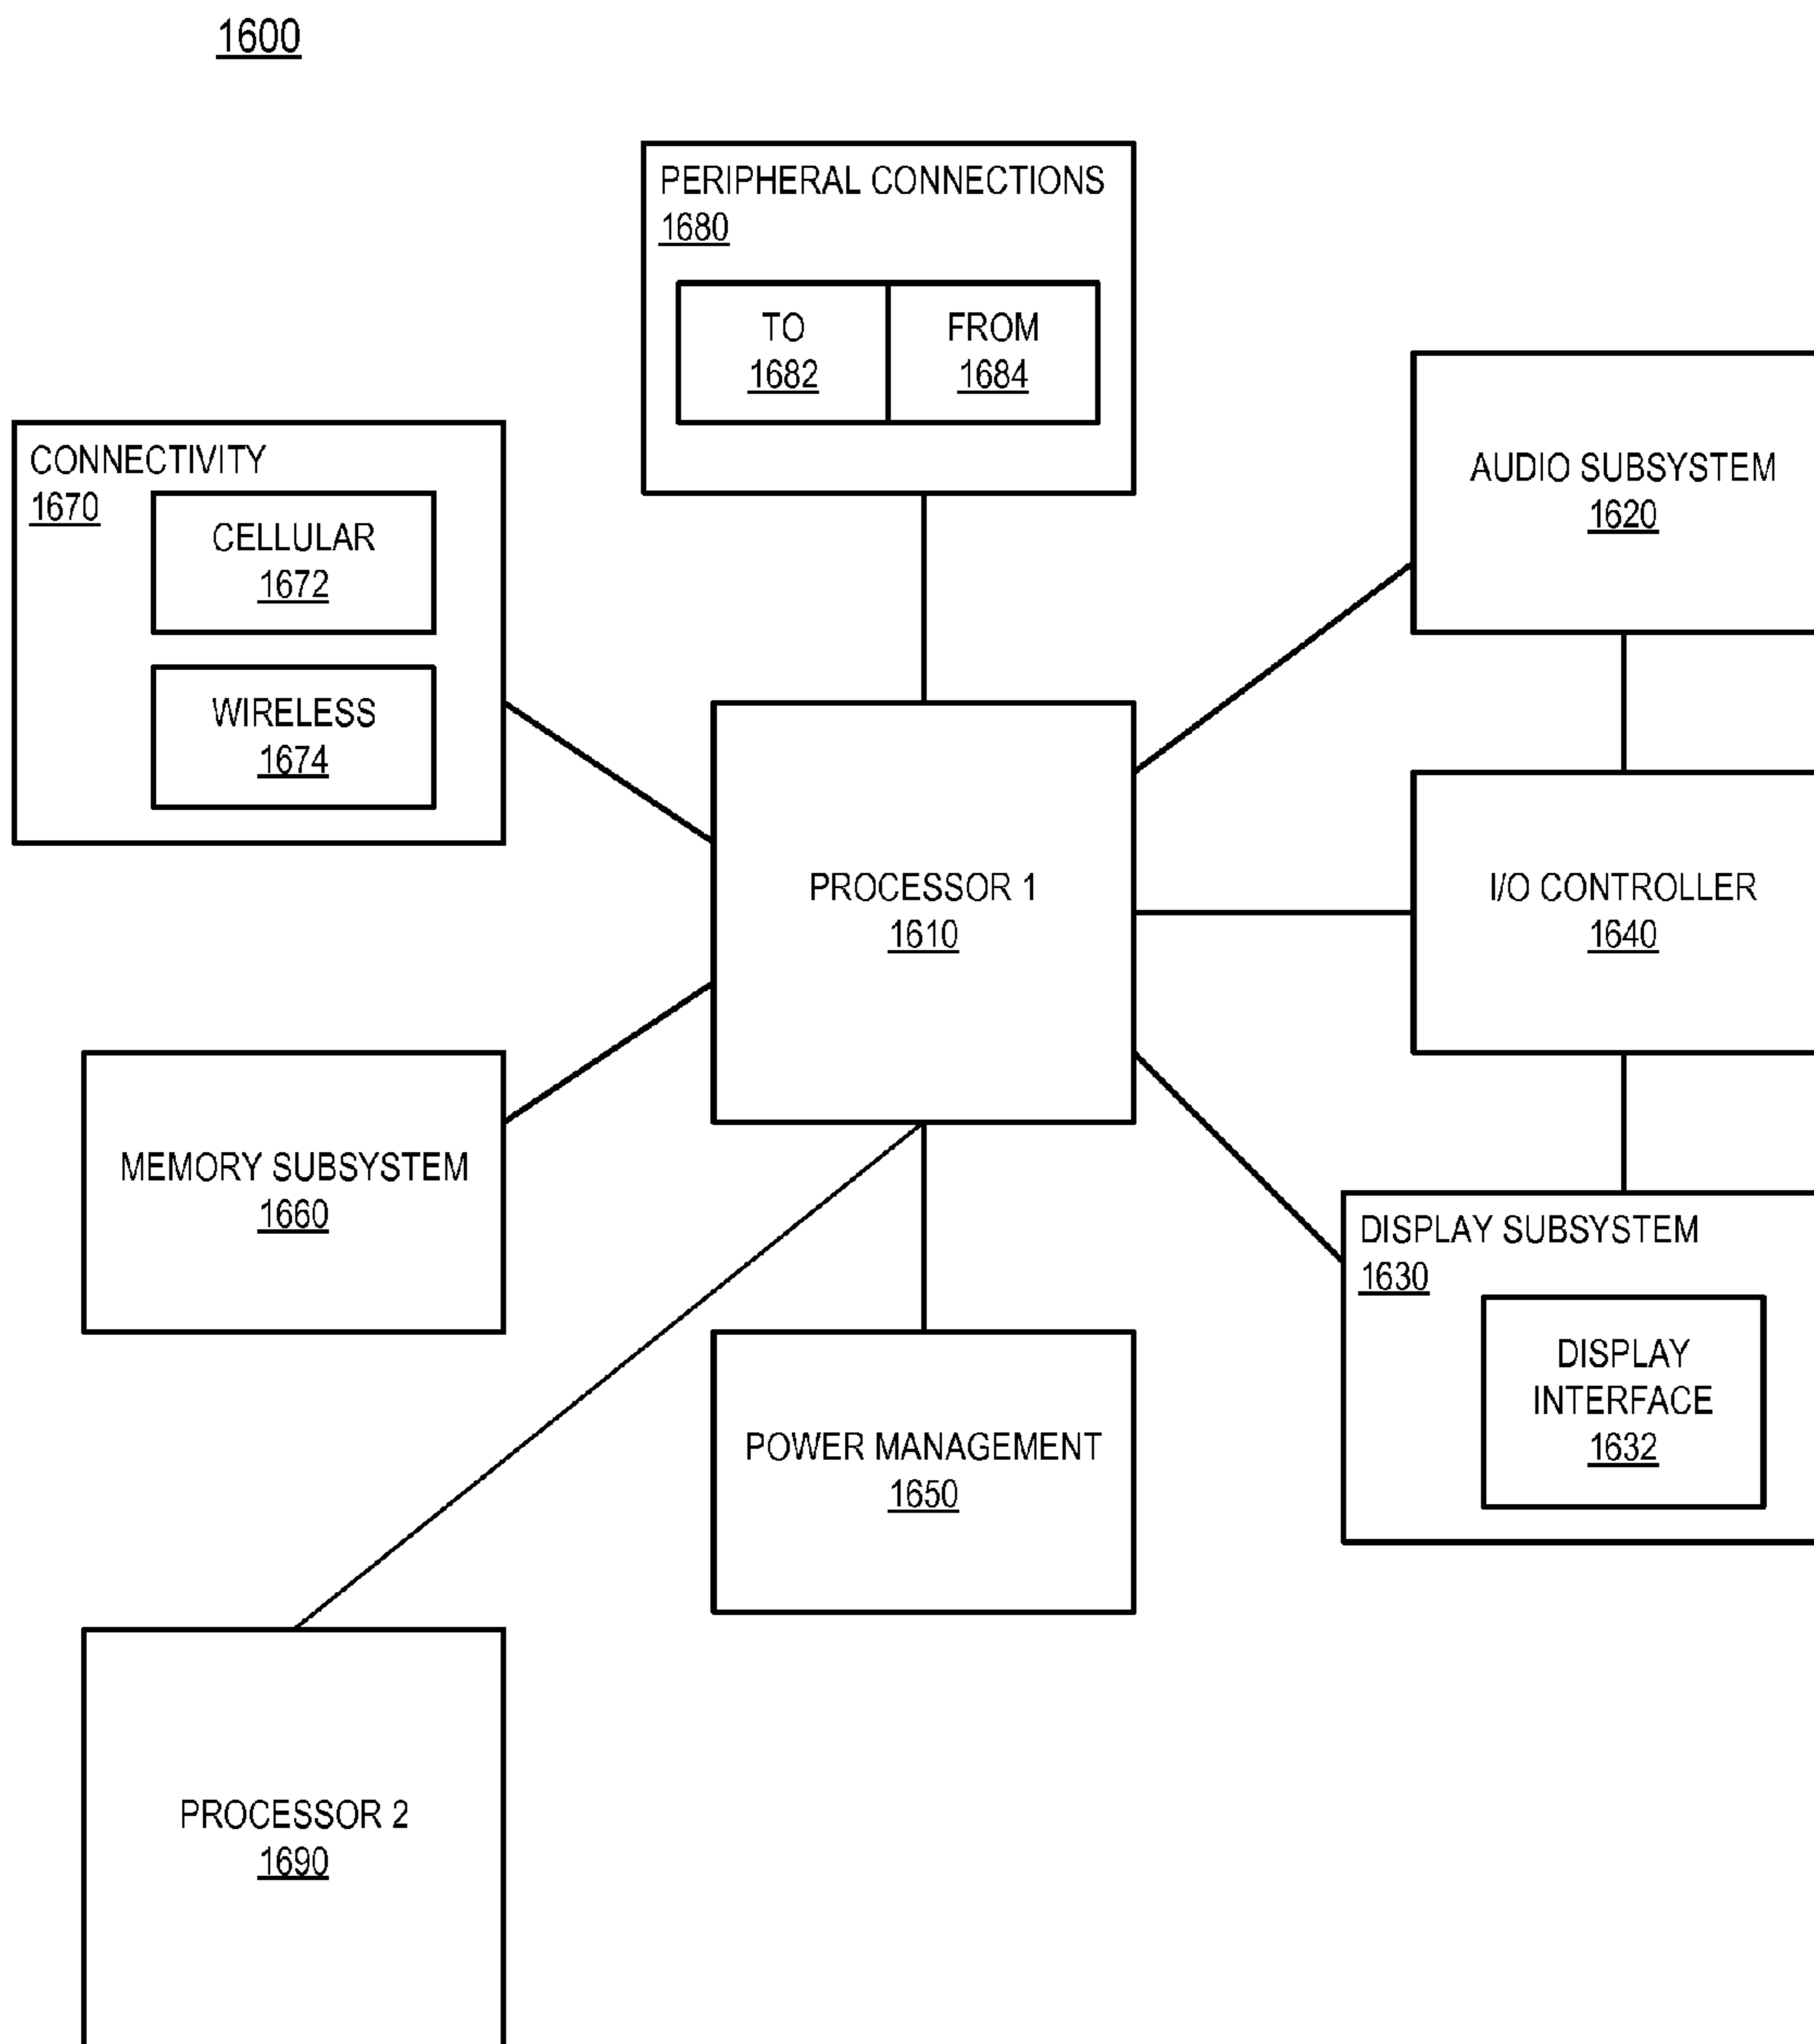 1600
PERIPHERAL CONNECTIONS
1680
TO
1682
FROM
1684
CONNECTIVITY
1670
CELLULAR
1672
WIRELESS
1674
AUDIO SUBSYSTEM
1620
PROCESSOR 1
1610
I/O CONTROLLER
1640
MEMORY SUBSYSTEM
1660
DISPLAY SUBSYSTEM
1630
DISPLAY
INTERFACE
1632
POWER MANAGEMENT
1650
PROCESSOR 2
1690